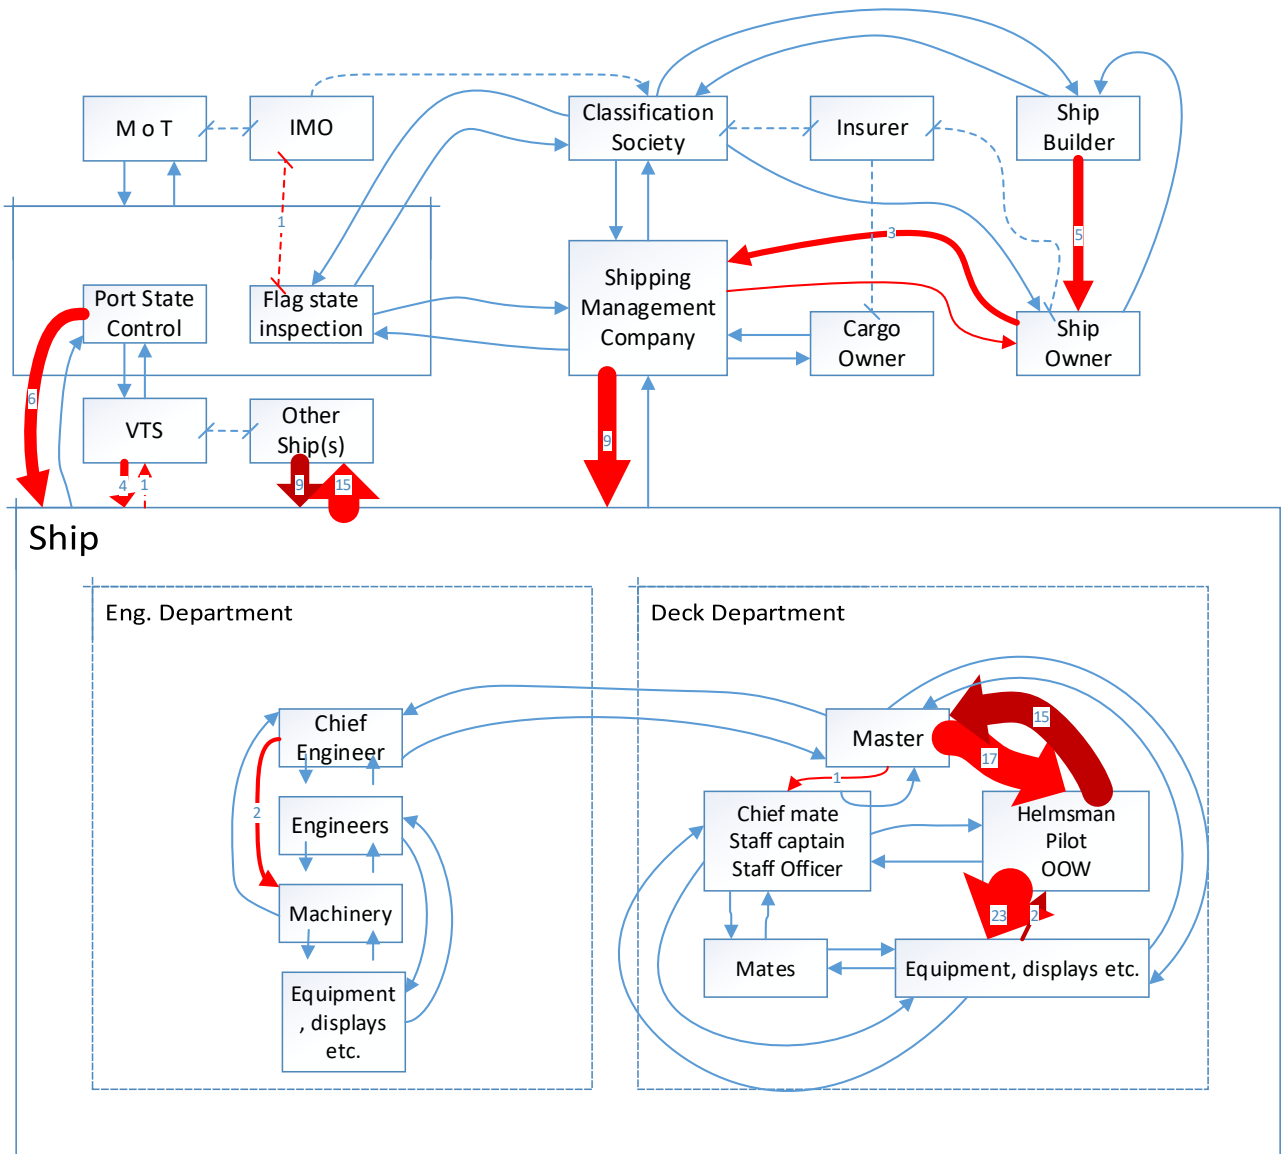 M o T
IMO
Classification
Society
Insurer
Ship
Builder
1
3
5
Port State
Control
Flag state
inspection
Shipping
Management
Company
Cargo
Owner
Ship
Owner
6
VTS
Other
Ship(s)
9
4
1
9
15
Ship
Eng. Department
Deck Department
Chief
Engineer
Master
15
17
1
2
Engineers
Chief mate
Staff captain
Staff Officer
Helmsman
Pilot
OOW
Machinery
23
2
Mates
Equipment, displays etc.
Equipment
, displays
etc.